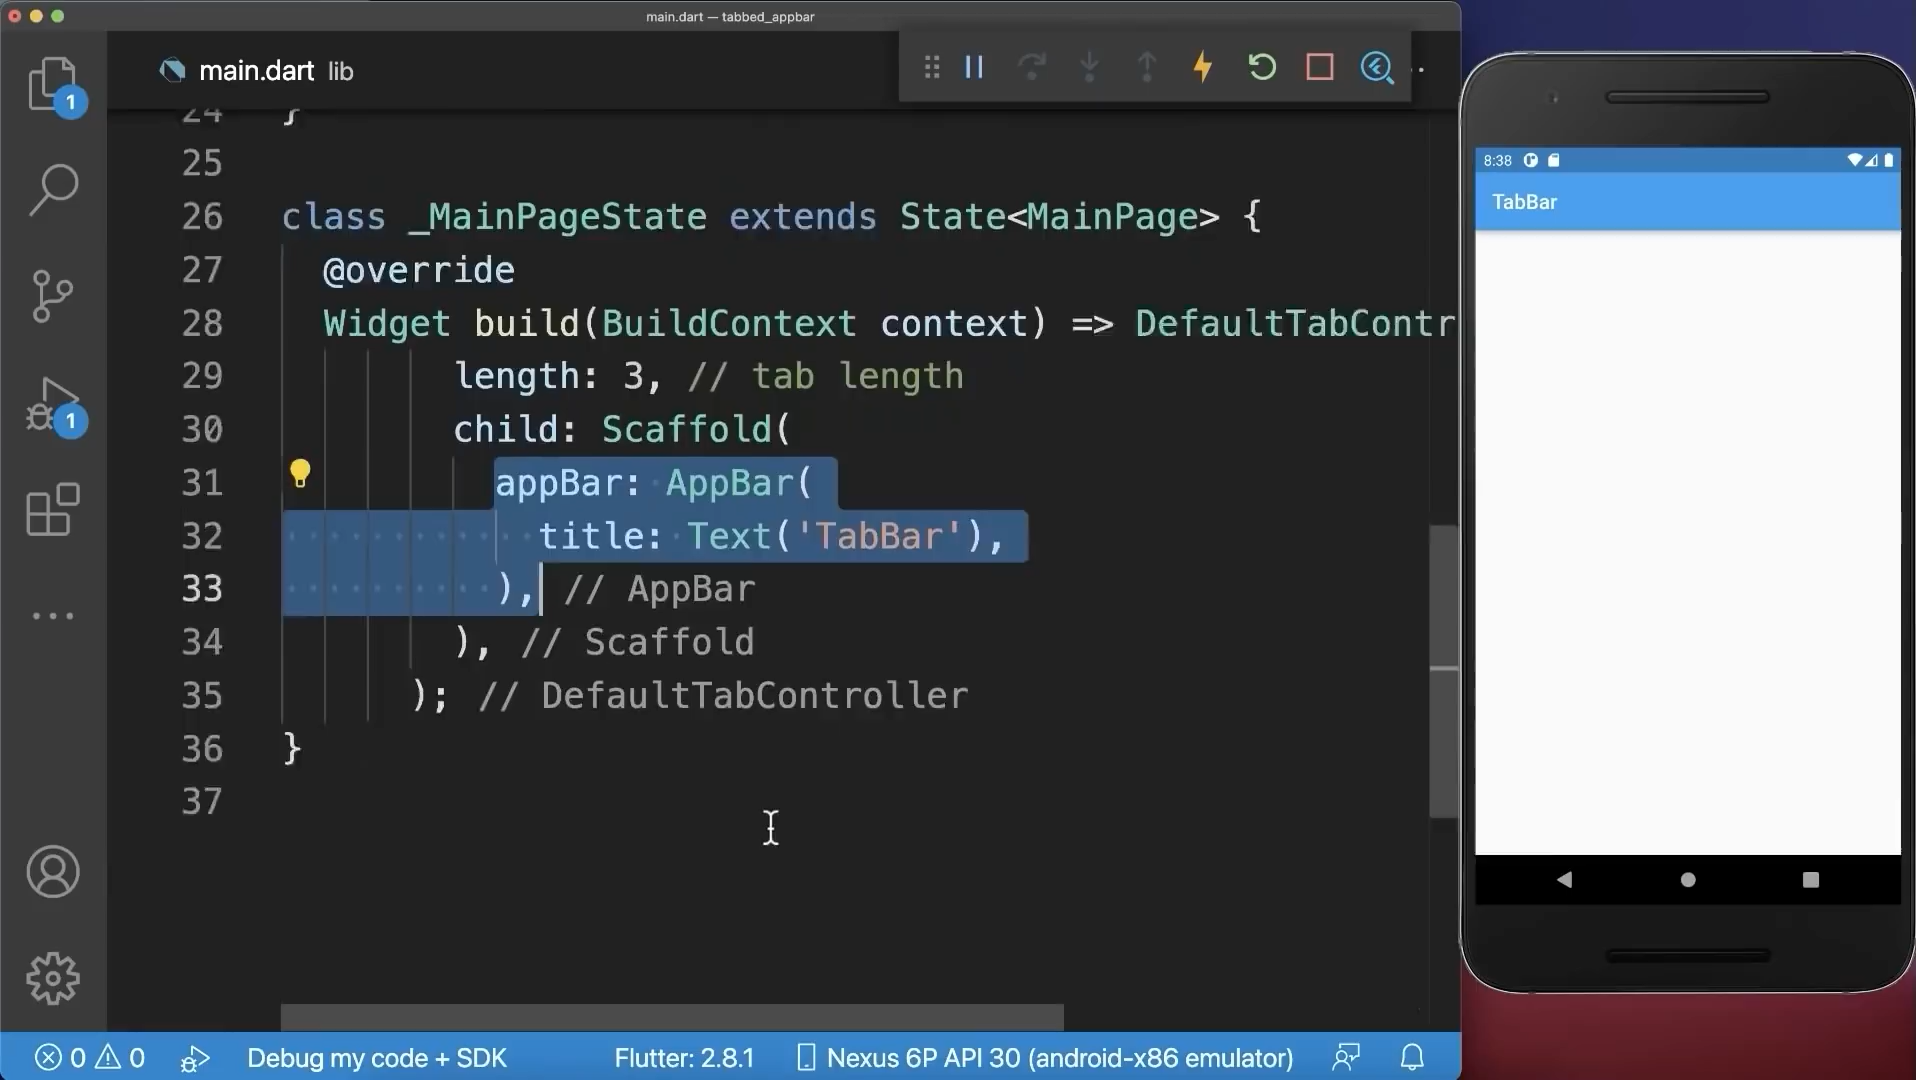 main.dart — tabbed_appbar
main.dart lib
24 }
25
26 class _MainPageState extends State<MainPage> {
27 @override
28 Widget build(BuildContext context) => DefaultTabContr
29 length: 3, // tab length
30 child: Scaffold(
31 appBar: AppBar(
32 title: Text('TabBar'),
33 ), // AppBar
34 ), // Scaffold
35 ); // DefaultTabController
36 }
37
1
1
0 0 Debug my code + SDK Flutter: 2.8.1 Nexus 6P API 30 (android-x86 emulator)
8:38
TabBar